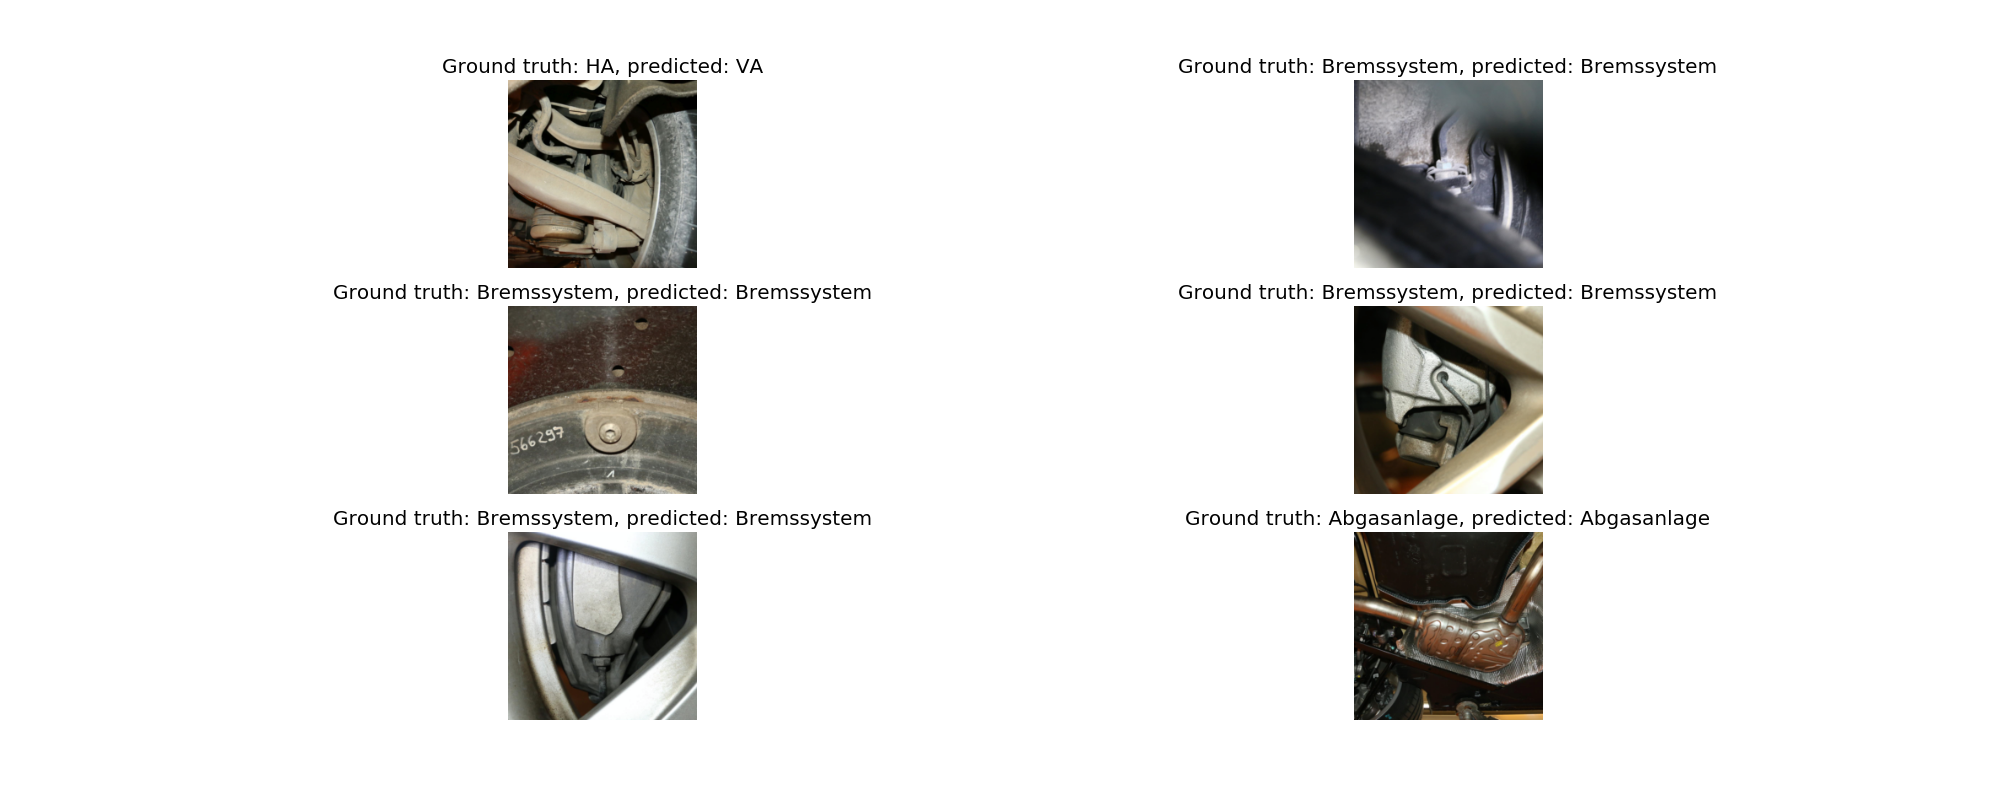 Ground truth: HA, predicted: VA
Ground truth: Bremssystem, predicted: Bremssystem
Ground truth: Bremssystem, predicted: Bremssystem
Ground truth: Bremssystem, predicted: Bremssystem
566297
1
Ground truth: Bremssystem, predicted: Bremssystem
Ground truth: Abgasanlage, predicted: Abgasanlage